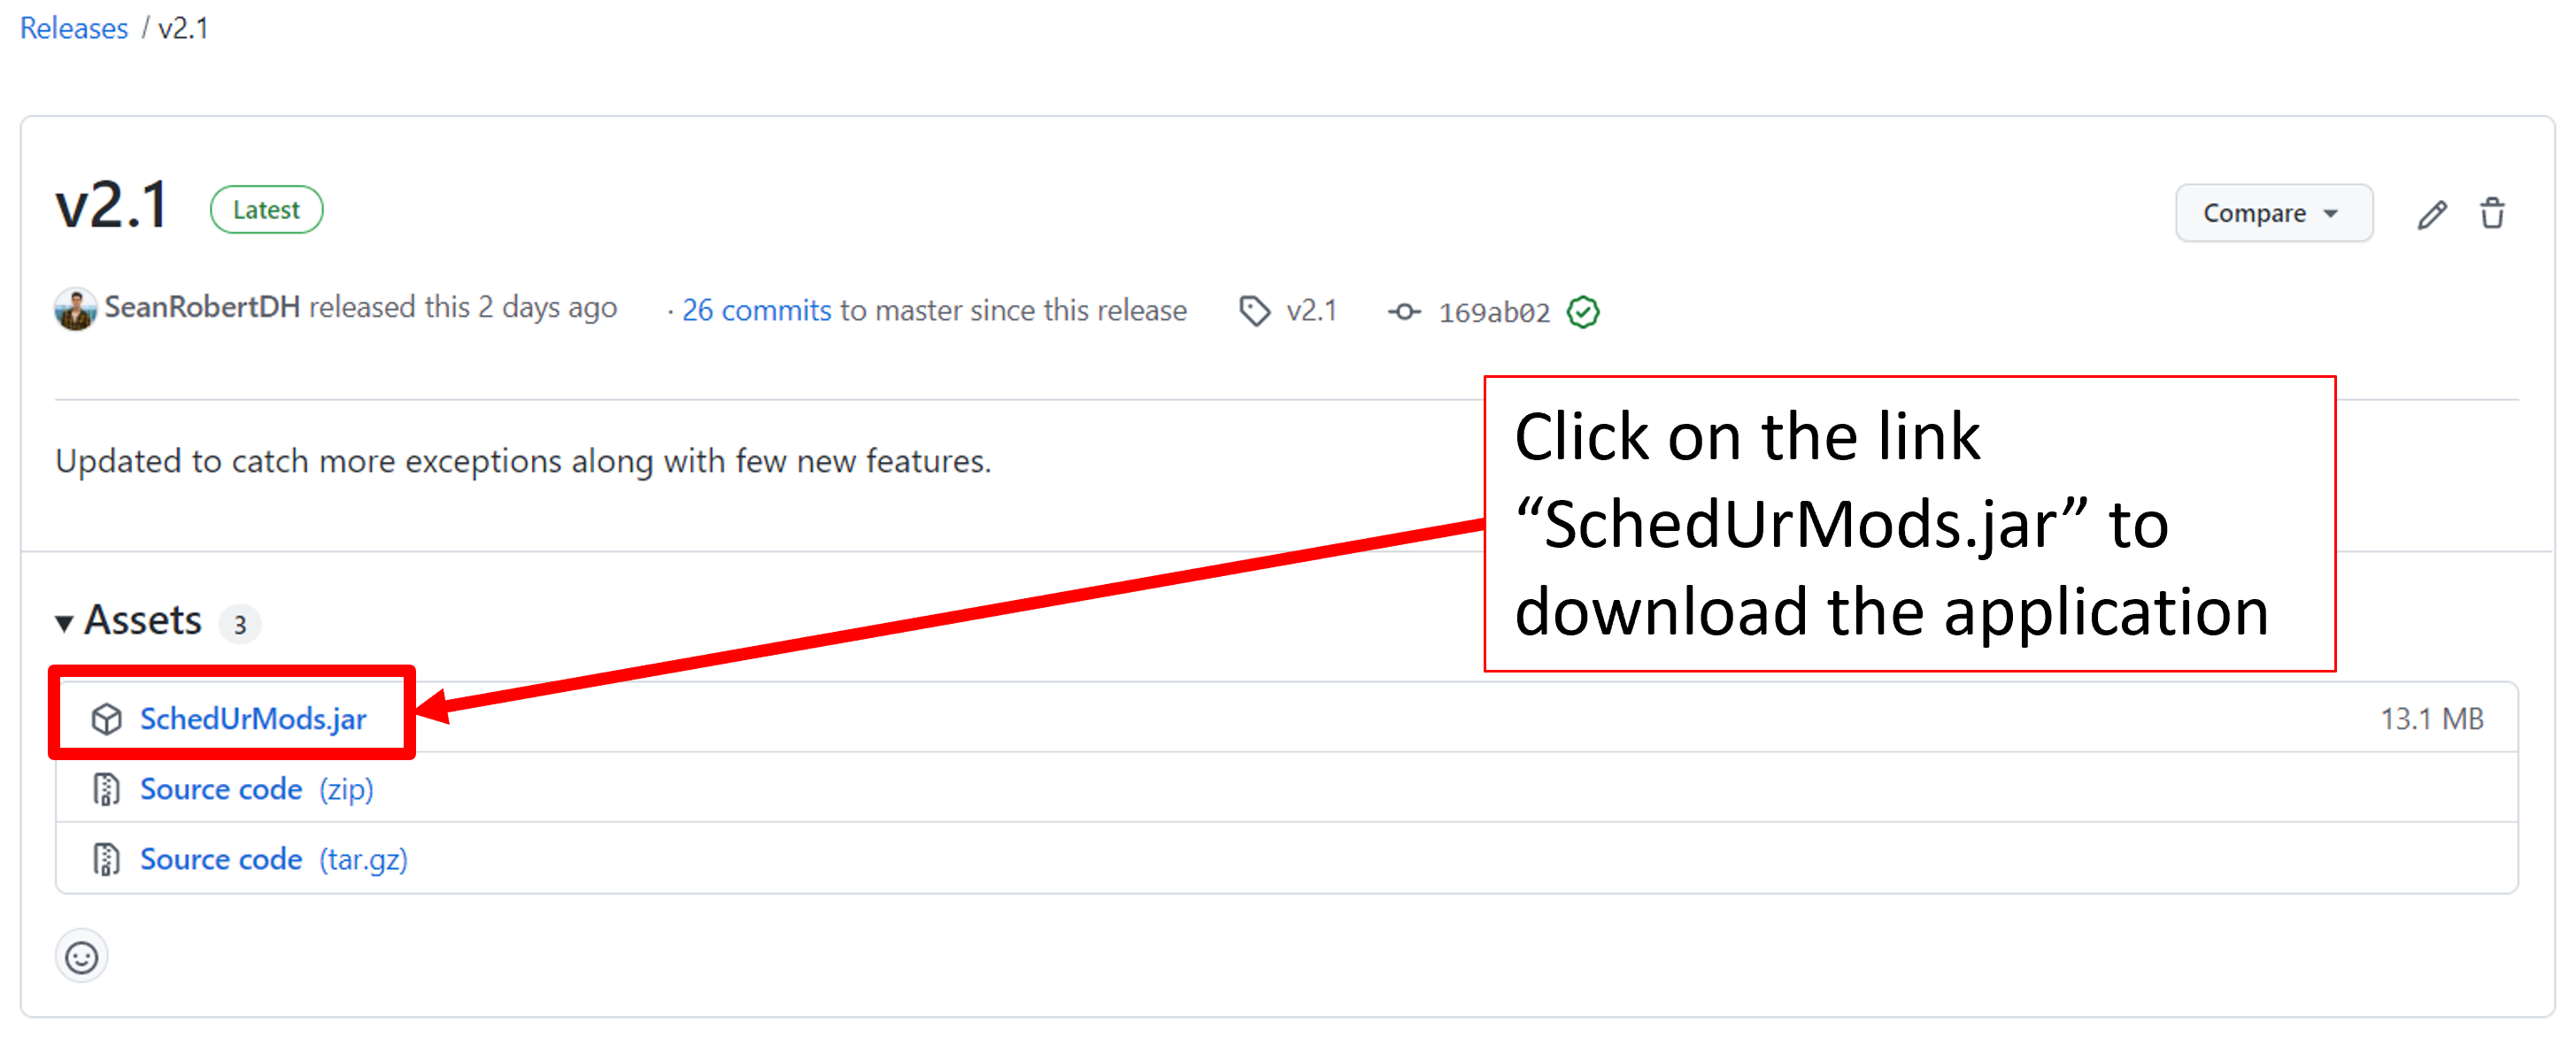 Releases / v2.1
v2.1 Latest Compare
SeanRobertDH released this 2 days ago · 26 commits to master since this release v2.1 169ab02
Updated to catch more exceptions along with few new features.
Click on the link
“SchedUrMods.jar” to
download the application
Assets 3
SchedUrMods.jar 13.1 MB
Source code (zip)
Source code (tar.gz)